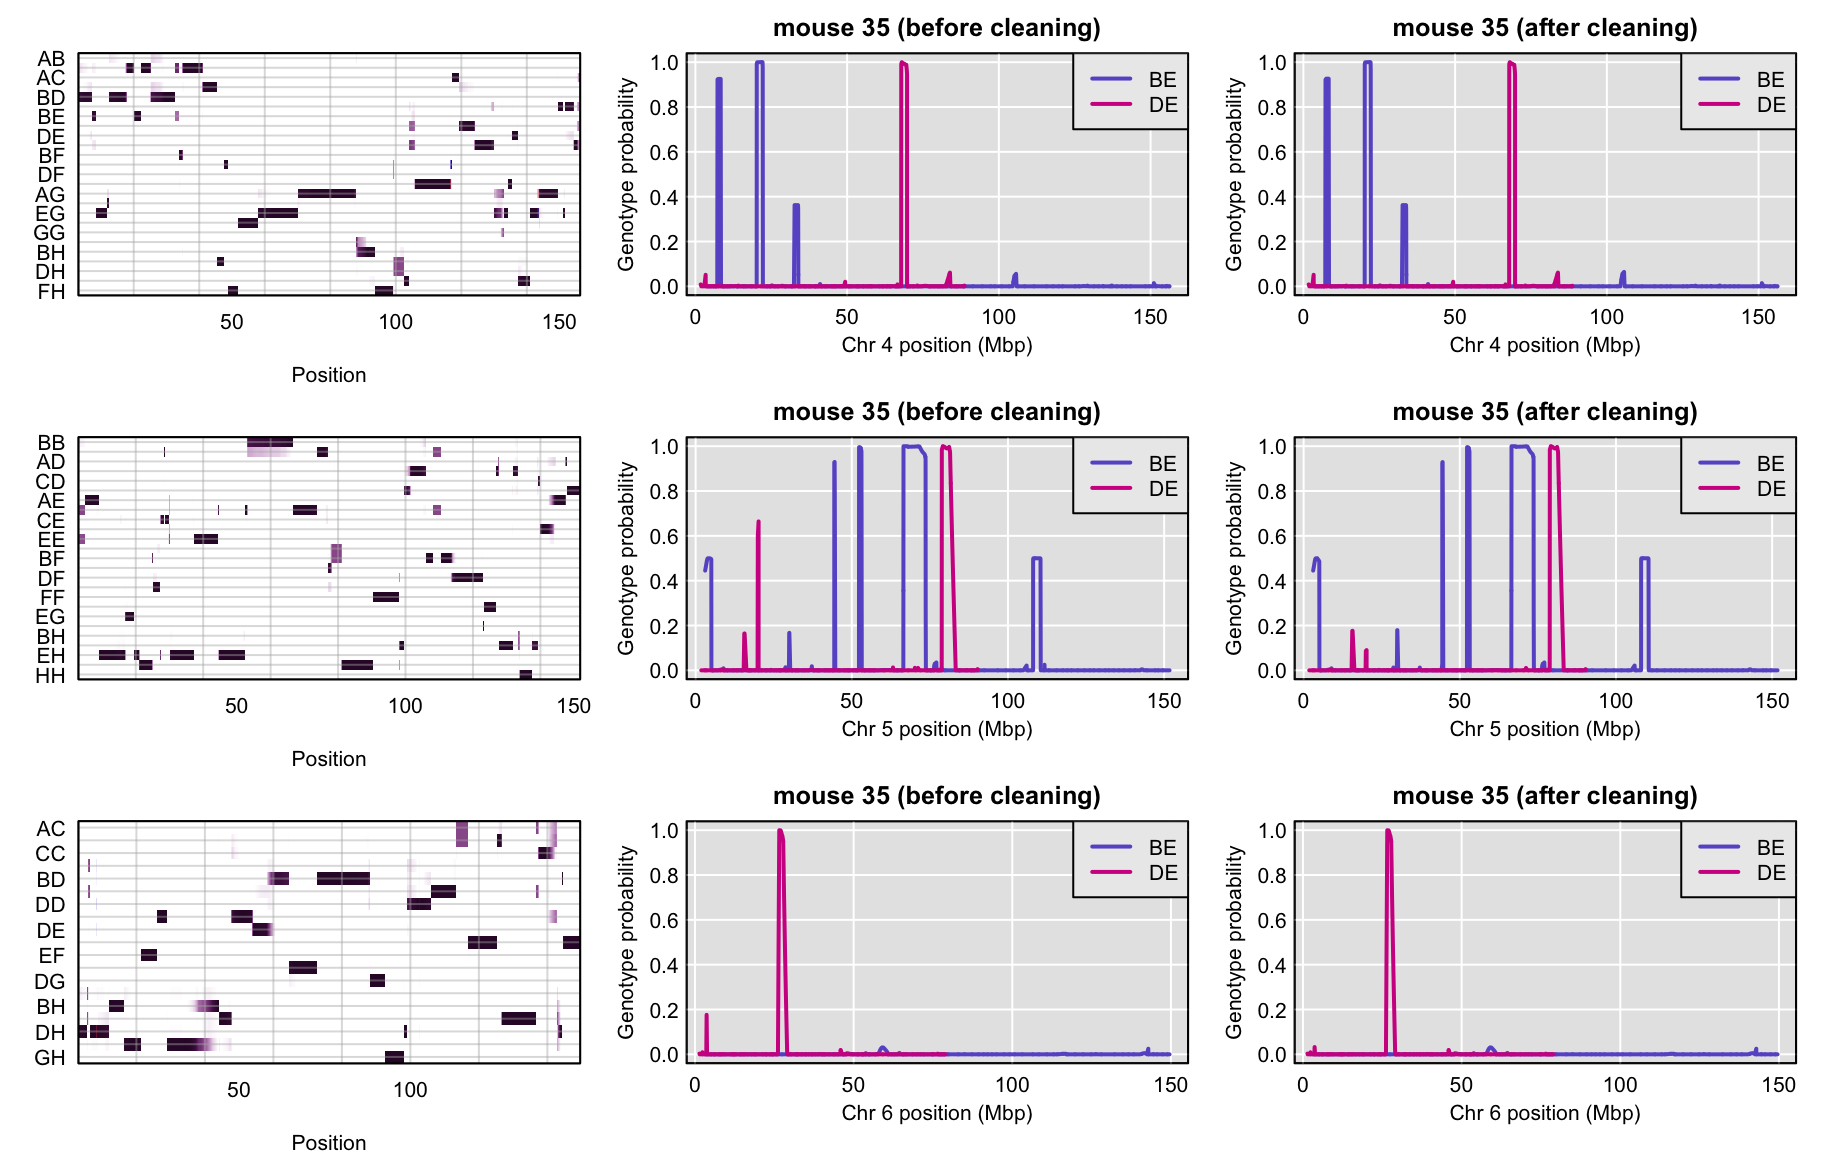 AB
AC
BD
BE
DE
BF
DF
AG
EG
GG
BH
DH
FH
50
100
150
Position
mouse 35 (before cleaning)
Genotype probability
1.0
0.8
0.6
0.4
0.2
0.0
BE
DE
0
50
100
150
Chr 4 position (Mbp)
mouse 35 (after cleaning)
Genotype probability
1.0
0.8
0.6
0.4
0.2
0.0
BE
DE
0
50
100
150
Chr 4 position (Mbp)
BB
AD
CD
AE
CE
EE
BF
DF
FF
EG
BH
EH
HH
50
100
150
Position
mouse 35 (before cleaning)
Genotype probability
1.0
0.8
0.6
0.4
0.2
0.0
BE
DE
0
50
100
150
Chr 5 position (Mbp)
mouse 35 (after cleaning)
Genotype probability
1.0
0.8
0.6
0.4
0.2
0.0
BE
DE
0
50
100
150
Chr 5 position (Mbp)
AC
CC
BD
DD
DE
EF
DG
BH
DH
GH
50
100
Position
mouse 35 (before cleaning)
Genotype probability
1.0
0.8
0.6
0.4
0.2
0.0
BE
DE
0
50
100
150
Chr 6 position (Mbp)
mouse 35 (after cleaning)
Genotype probability
1.0
0.8
0.6
0.4
0.2
0.0
BE
DE
0
50
100
150
Chr 6 position (Mbp)